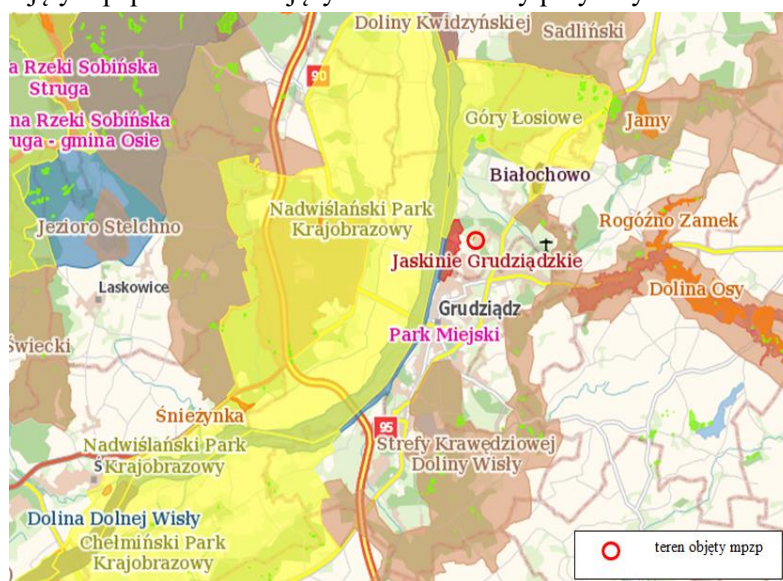 Doliny Kwidzyńskiej
Sadliński
a Rzeki Sobińska
Struga
90
na Rzeki Sobińska
ruga - gmina Osie
Góry Łosiowe
Jamy
Białochowo
Nadwiślański Park
Krajobrazowy
Jezioro Stelchno
Rogóźno Zamek
Jaskinie Grudziądzkie
Laskowice
Dolina Osy
Grudziądz
Park Miejski
Świecki
Śnieżynka
95
Strefy Krawędziowej
Doliny Wisły
Nadwiślański Park
Krajobrazowy
Dolina Dolnej Wisły
Chełmiński Park
Krajobrazowy
teren objęty mpzp